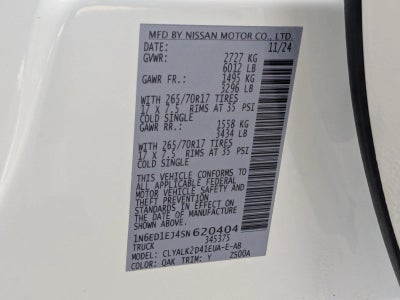 MFD BY NISSAN MOTOR CO., LTD.
DATE: 11/24
GVWR: 2727 KG
6012 LB
GAWR FR.: 1495 KG
3296 LB
WITH 265/70R17 TIRES
17 X 7.5 RIMS AT 35 PSI
COLD SINGLE
GAWR RR.: 1558 KG
3434 LB
WITH 265/70R17 TIRES
17 X 7.5 RIMS AT 35 PSI
COLD SINGLE
THIS VEHICLE CONFORMS TO
ALL APPLICABLE FEDERAL
MOTOR VEHICLE SAFETY AND
THEFT PREVENTION STANDARDS
IN EFFECT ON THE DATE OF
MANUFACTURE SHOWN ABOVE.
1N6ED1EJ4SN620404
TRUCK 345375
MODEL: CLYALK2D41EUA-E-AB
COLOR: QAK TRIM: Y 2500A